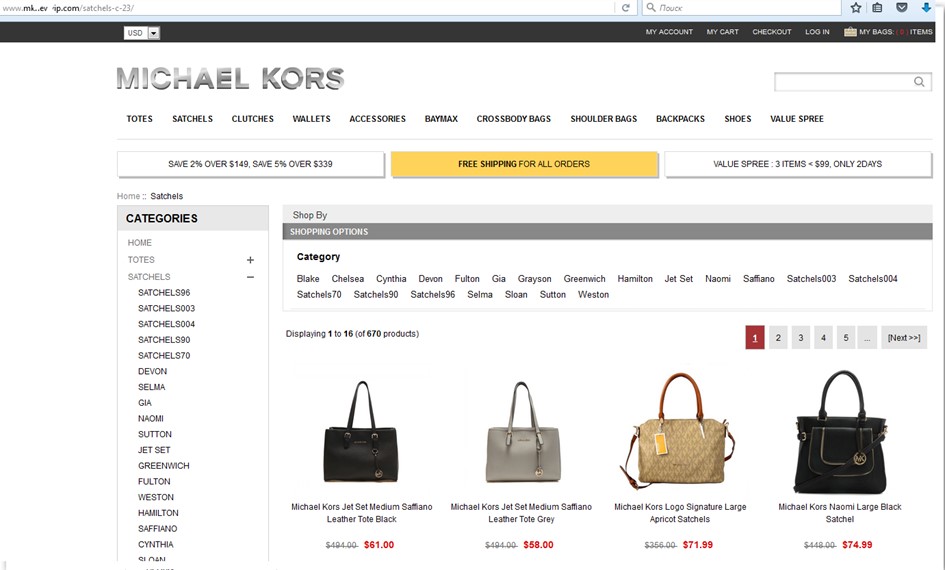 www.mk..ev..ip.com/satchels-c-23/
Поиск
USD
MY ACCOUNT MY CART CHECKOUT LOG IN MY BAGS: ( 0 ) ITEMS
MICHAEL KORS
TOTES SATCHELS CLUTCHES WALLETS ACCESSORIES BAYMAX CROSSBODY BAGS SHOULDER BAGS BACKPACKS SHOES VALUE SPREE
SAVE 2% OVER $149, SAVE 5% OVER $339
FREE SHIPPING FOR ALL ORDERS
VALUE SPREE : 3 ITEMS < $99, ONLY 2DAYS
Home :: Satchels
CATEGORIES
HOME
TOTES +
SATCHELS −
SATCHELS96
SATCHELS003
SATCHELS004
SATCHELS90
SATCHELS70
DEVON
SELMA
GIA
NAOMI
SUTTON
JET SET
GREENWICH
FULTON
WESTON
HAMILTON
SAFFIANO
CYNTHIA
SLOAN
Shop By
SHOPPING OPTIONS
Category
Blake Chelsea Cynthia Devon Fulton Gia Grayson Greenwich Hamilton Jet Set Naomi Saffiano Satchels003 Satchels004
Satchels70 Satchels90 Satchels96 Selma Sloan Sutton Weston
Displaying 1 to 16 (of 670 products)
1 2 3 4 5 ... [Next >>]
Michael Kors Jet Set Medium Saffiano
Leather Tote Black
$494.00 $61.00
Michael Kors Jet Set Medium Saffiano
Leather Tote Grey
$494.00 $58.00
Michael Kors Logo Signature Large
Apricot Satchels
$356.00 $71.99
Michael Kors Naomi Large Black
Satchel
$448.00 $74.99